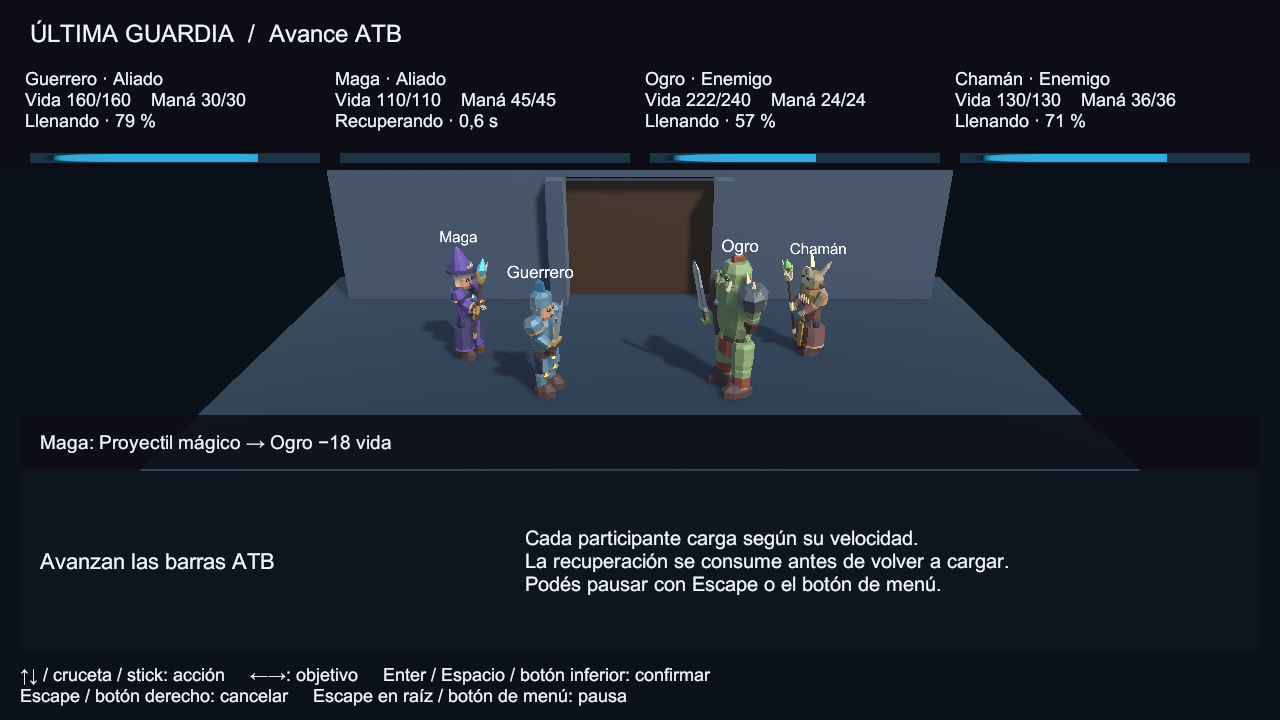 ÚLTIMA GUARDIA / Avance ATB
Guerrero · Aliado
Vida 160/160 Maná 30/30
Llenando · 79 %
Maga · Aliado
Vida 110/110 Maná 45/45
Recuperando · 0,6 s
Ogro · Enemigo
Vida 222/240 Maná 24/24
Llenando · 57 %
Chamán · Enemigo
Vida 130/130 Maná 36/36
Llenando · 71 %
Maga
Guerrero
Ogro
Chamán
Maga: Proyectil mágico → Ogro −18 vida
Avanzan las barras ATB
Cada participante carga según su velocidad.
La recuperación se consume antes de volver a cargar.
Podés pausar con Escape o el botón de menú.
↑↓ / cruceta / stick: acción ←→: objetivo Enter / Espacio / botón inferior: confirmar
Escape / botón derecho: cancelar Escape en raíz / botón de menú: pausa